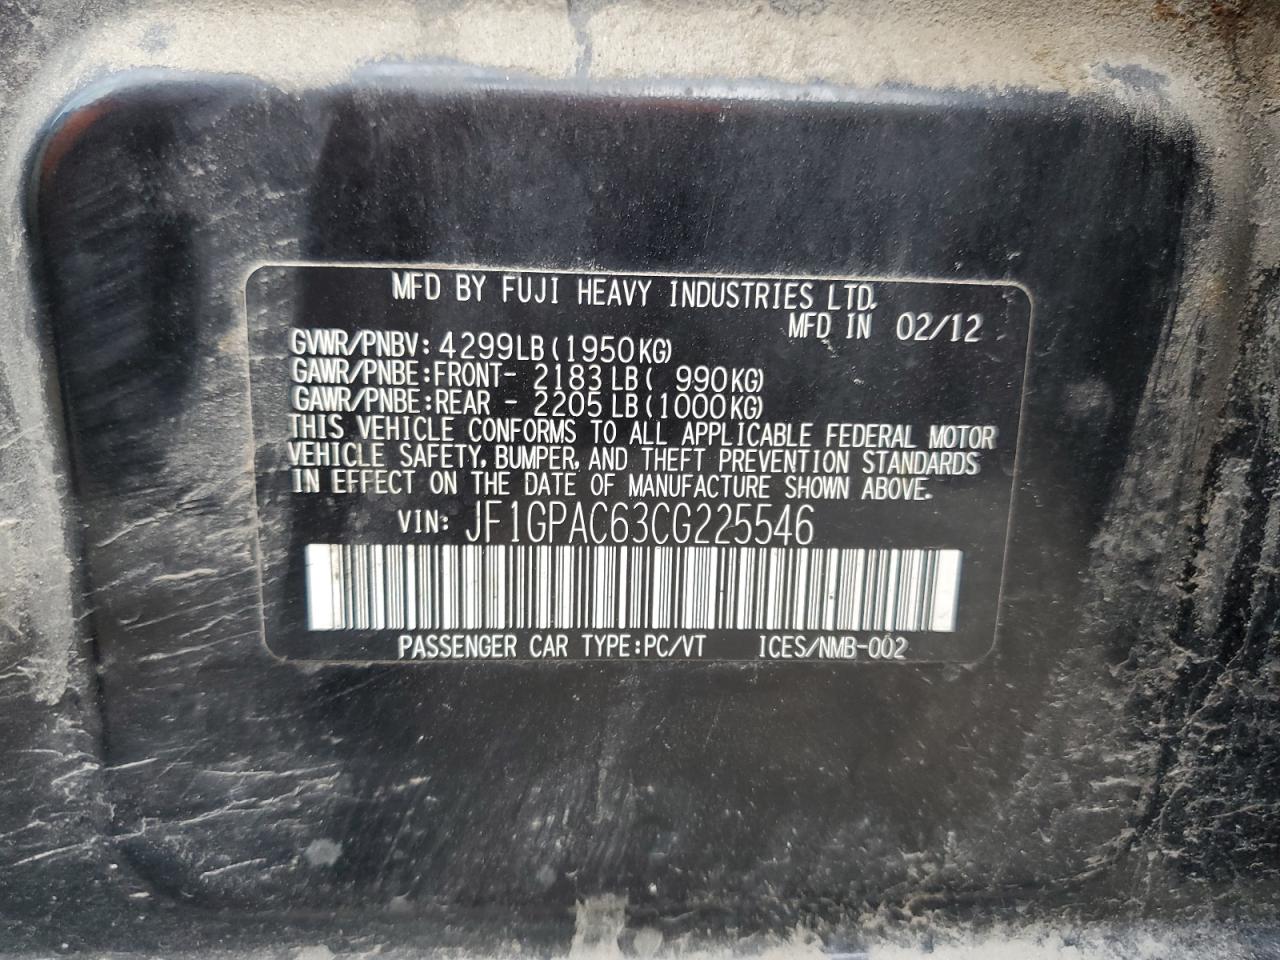 MFD BY FUJI HEAVY INDUSTRIES LTD.
MFD IN 02/12
GVWR/PNBV: 4299LB (1950KG)
GAWR/PNBE: FRONT- 2183 LB ( 990KG)
GAWR/PNBE: REAR - 2205 LB (1000KG)
THIS VEHICLE CONFORMS TO ALL APPLICABLE FEDERAL MOTOR
VEHICLE SAFETY, BUMPER, AND THEFT PREVENTION STANDARDS
IN EFFECT ON THE DATE OF MANUFACTURE SHOWN ABOVE.
VIN: JF1GPAC63CG225546
PASSENGER CAR TYPE:PC/VT ICES/NMB-002